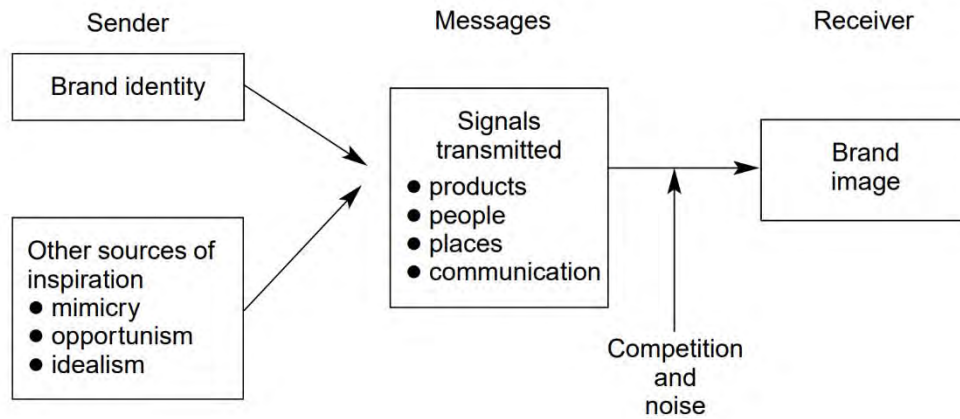 Sender
Messages
Receiver
Brand identity
Other sources of
inspiration
● mimicry
● opportunism
● idealism
Signals
transmitted
● products
● people
● places
● communication
Brand
image
Competition
and
noise